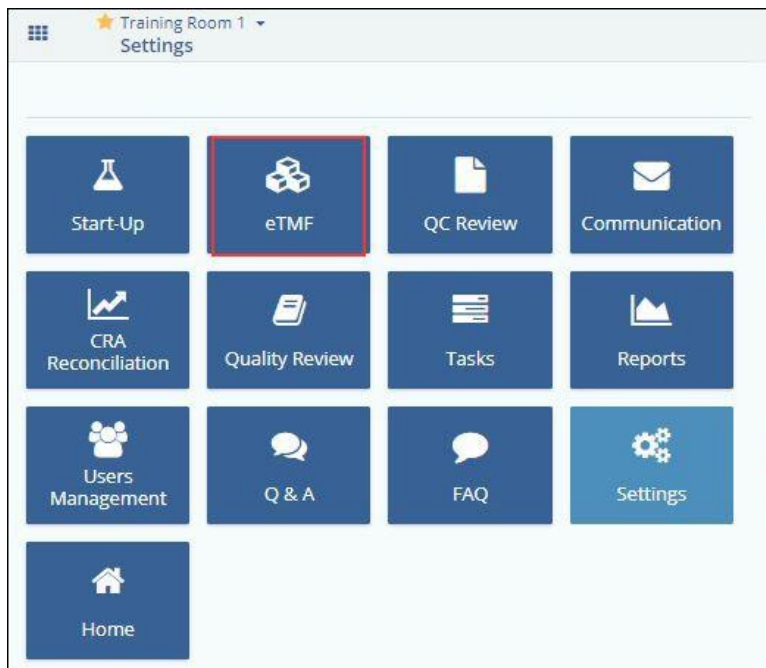 Training Room 1
Settings
Start-Up
eTMF
QC Review
Communication
CRA
Reconciliation
Quality Review
Tasks
Reports
Users
Management
Q & A
FAQ
Settings
Home